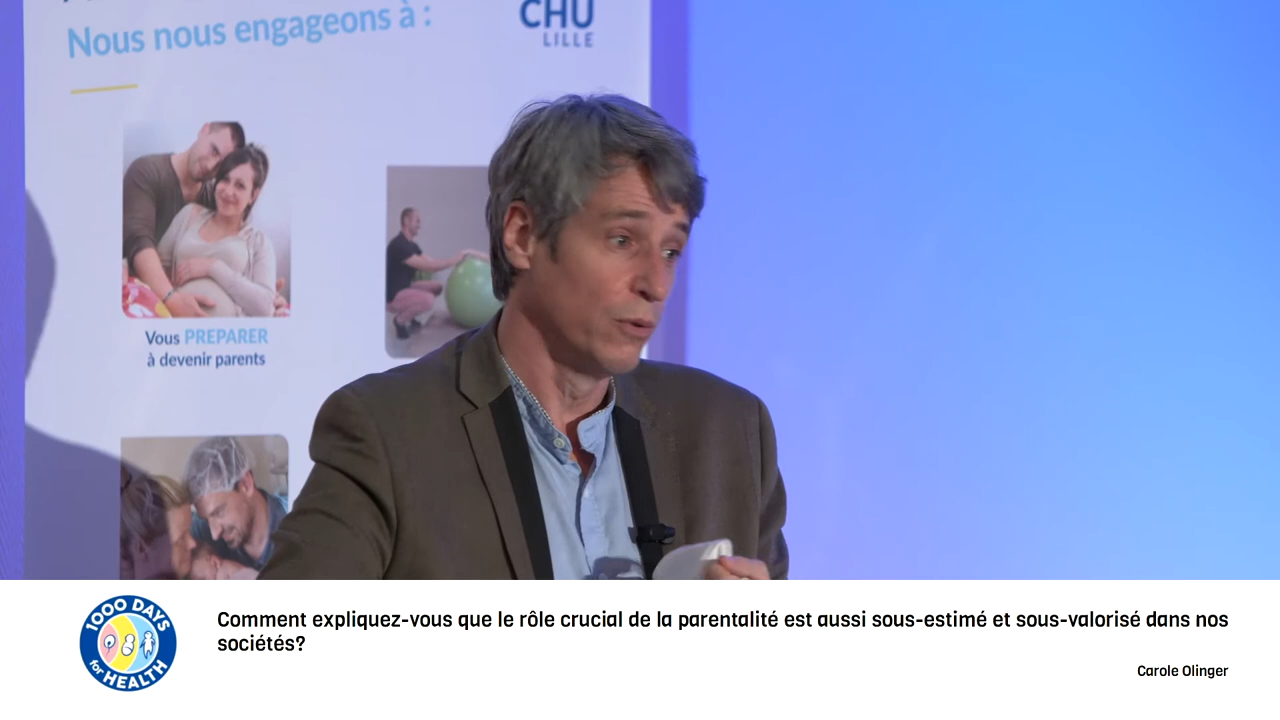 Nous nous engageons à :
CHU
LILLE
Vous PREPARER
à devenir parents
1000 DAYS
for HEALTH
Comment expliquez-vous que le rôle crucial de la parentalité est aussi sous-estimé et sous-valorisé dans nos
sociétés?
Carole Olinger